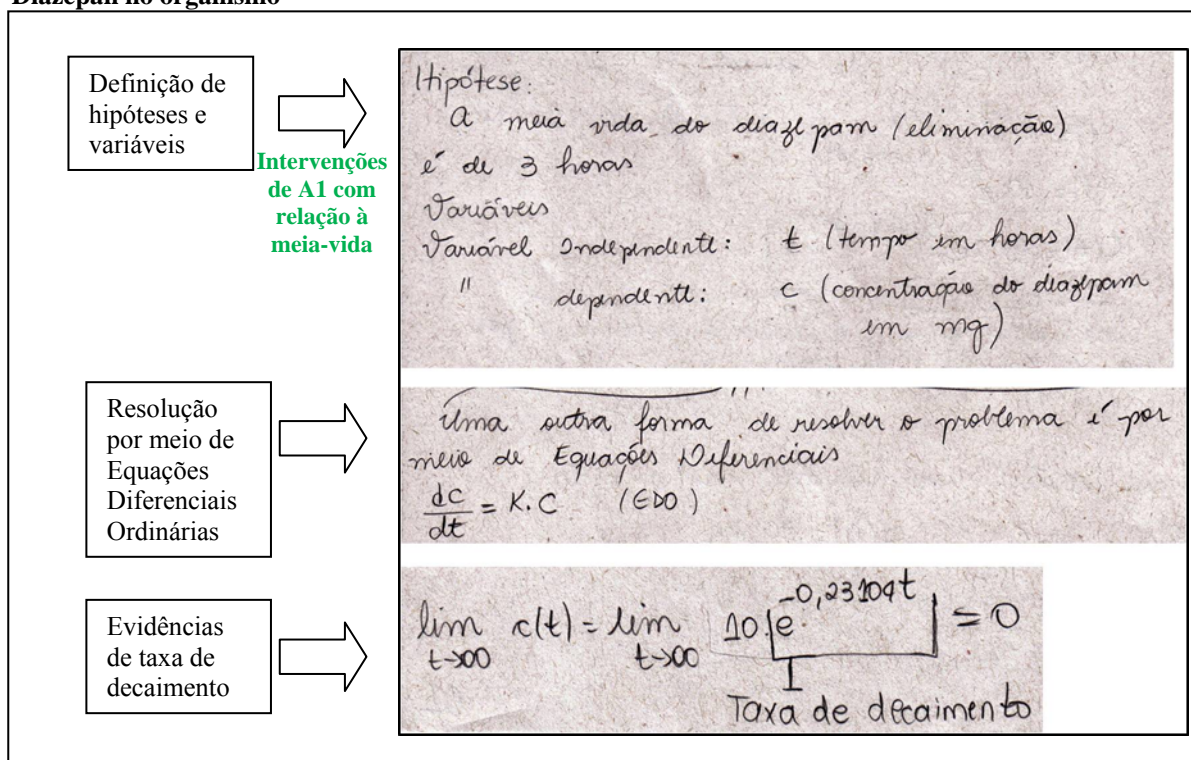 Diazepan no organismo
Definição de
hipóteses e
variáveis
Intervenções
de A1 com
relação à
meia-vida
Hipótese:
A meia vida do diazepam (eliminação)
é de 3 horas
Variáveis
Variável Independente: t (tempo em horas)
" dependente: c (concentração do diazepam
em mg)
Resolução
por meio de
Equações
Diferenciais
Ordinárias
Uma outra forma de resolver o problema é por
meio de Equações Diferenciais
dc/dt = K.C (EDO)
Evidências
de taxa de
decaimento
lim t→∞ c(t) = lim t→∞ 10.e^-0,23104t = 0
Taxa de decaimento